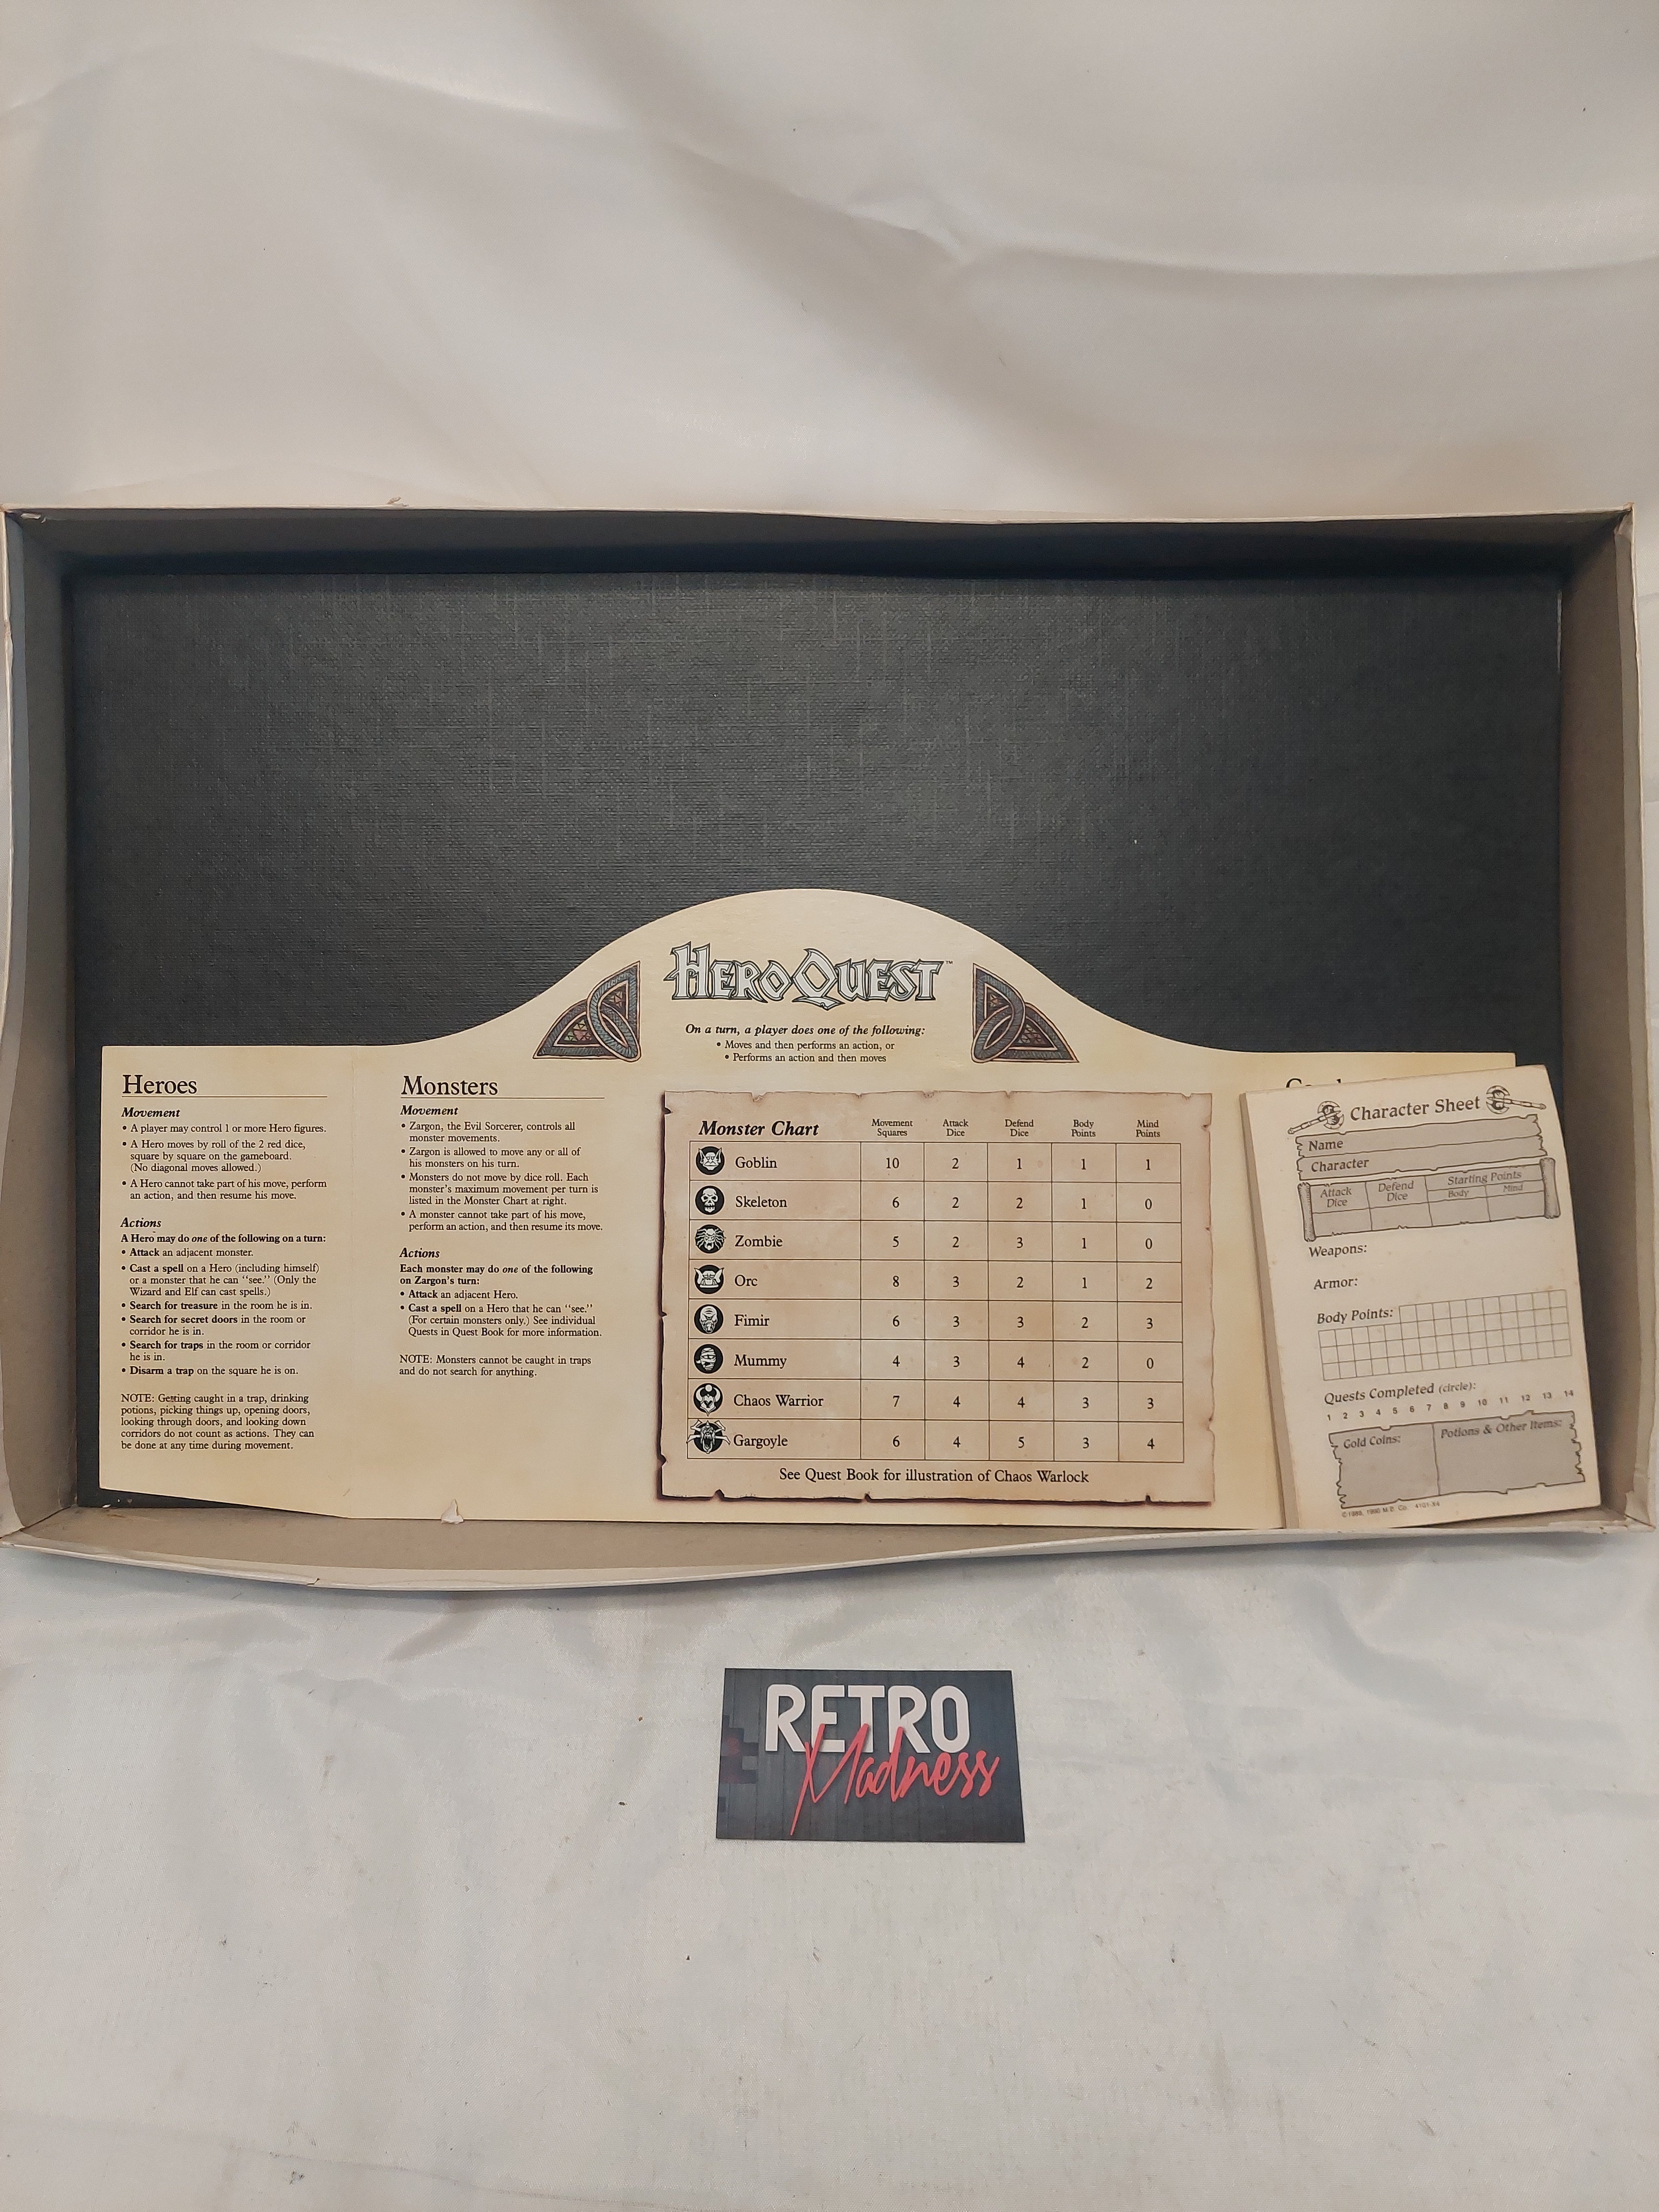 HEROQUEST™
On a turn, a player does one of the following:
• Moves and then performs an action, or
• Performs an action and then moves
Heroes
Movement
• A player may control 1 or more Hero figures.
• A Hero moves by roll of the 2 red dice,
square by square on the gameboard.
(No diagonal moves allowed.)
• A Hero cannot take part of his move, perform
an action, and then resume his move.
Actions
A Hero may do one of the following on a turn:
• Attack an adjacent monster.
• Cast a spell on a Hero (including himself)
or a monster that he can "see." (Only the
Wizard and Elf can cast spells.)
• Search for treasure in the room he is in.
• Search for secret doors in the room or
corridor he is in.
• Search for traps in the room or corridor
he is in.
• Disarm a trap on the square he is on.
NOTE: Getting caught in a trap, drinking
potions, picking things up, opening doors,
looking through doors, and looking down
corridors do not count as actions. They can
be done at any time during movement.
Monsters
Movement
• Zargon, the Evil Sorcerer, controls all
monster movements.
• Zargon is allowed to move any or all of
his monsters on his turn.
• Monsters do not move by dice roll. Each
monster's maximum movement per turn is
listed in the Monster Chart at right.
• A monster cannot take part of his move,
perform an action, and then resume its move.
Actions
Each monster may do one of the following
on Zargon's turn:
• Attack an adjacent Hero.
• Cast a spell on a Hero that he can "see."
(For certain monsters only.) See individual
Quests in Quest Book for more information.
NOTE: Monsters cannot be caught in traps
and do not search for anything.
Monster Chart Movement Squares Attack Dice Defend Dice Body Points Mind Points
Goblin 10 2 1 1 1
Skeleton 6 2 2 1 0
Zombie 5 2 3 1 0
Orc 8 3 2 1 2
Fimir 6 3 3 2 3
Mummy 4 3 4 2 0
Chaos Warrior 7 4 4 3 3
Gargoyle 6 4 5 3 4
See Quest Book for illustration of Chaos Warlock
Character Sheet
Name
Character
Attack Dice Defend Dice Starting Points
Body Mind
Weapons:
Armor:
Body Points:
Quests Completed (circle):
1 2 3 4 5 6 7 8 9 10 11 12 13 14
Gold Coins: Potions & Other Items:
© 1989, 1990 M.B. Co. 4101-X4
RETRO
Madness